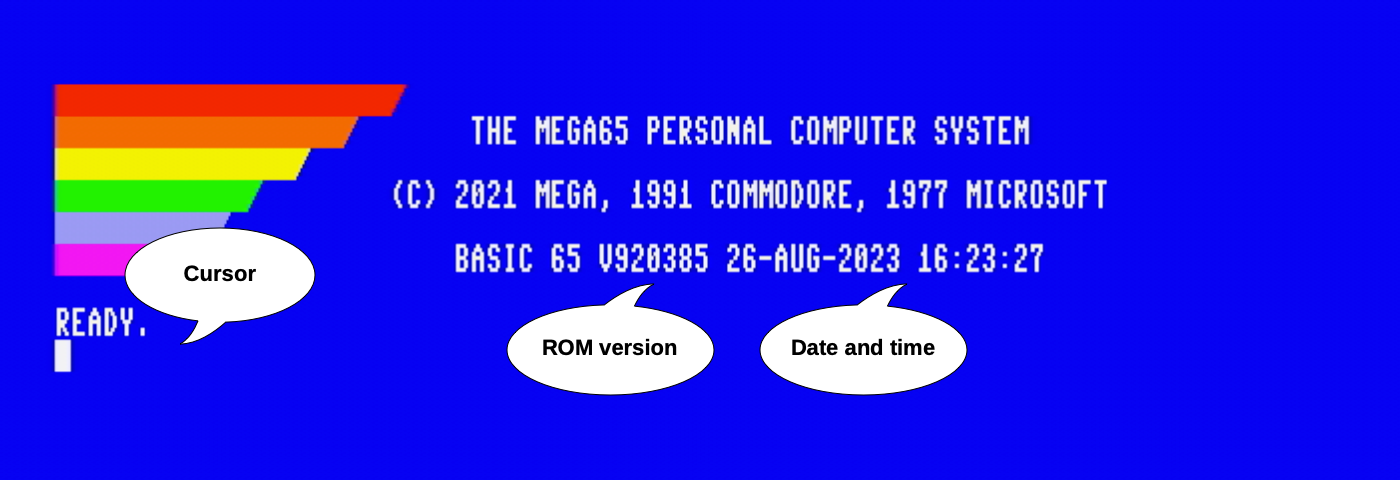 THE MEGA65 PERSONAL COMPUTER SYSTEM
(C) 2021 MEGA, 1991 COMMODORE, 1977 MICROSOFT
BASIC 65 V920385 26-AUG-2023 16:23:27
Cursor
READY.
ROM version
Date and time